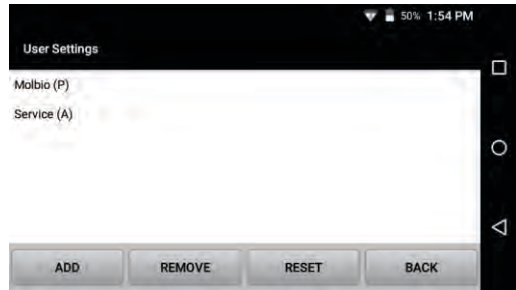 50% 1:54 PM
User Settings
Molbio (P)
Service (A)
ADD REMOVE RESET BACK